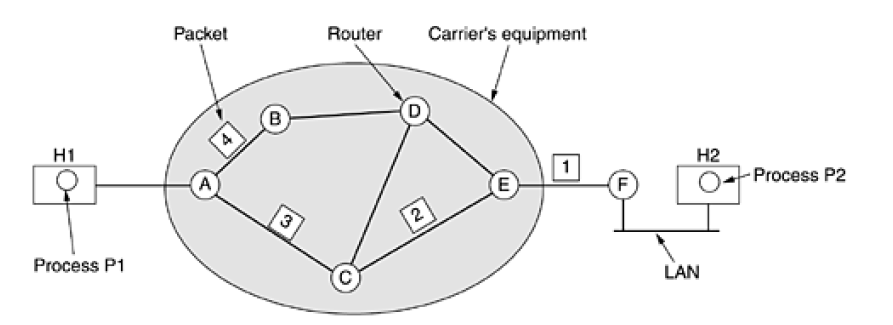 Packet
Router
Carrier's equipment
B
D
4
1
H1
H2
A
E
F
Process P2
3
2
Process P1
C
LAN